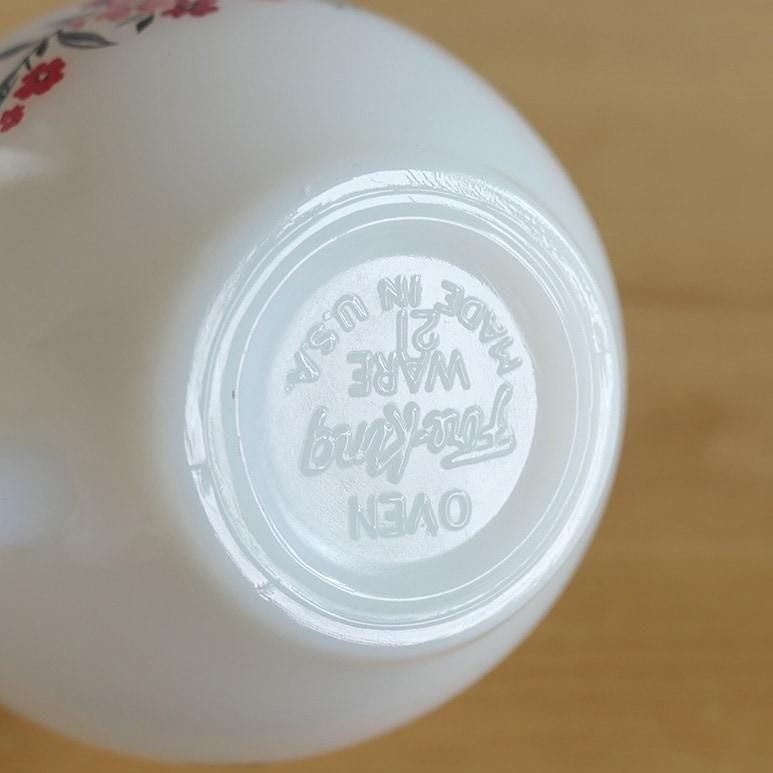 OVEN
Fire-King
WARE
21
MADE IN U.S.A.